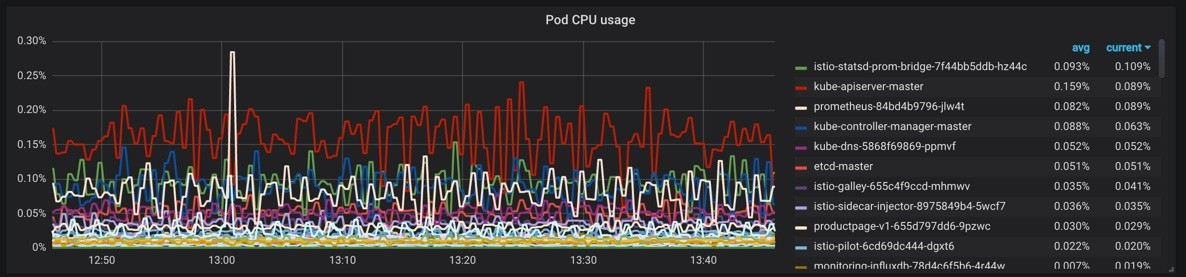 Pod CPU usage
0.30%
0.25%
0.20%
0.15%
0.10%
0.05%
0%
12:50 13:00 13:10 13:20 13:30 13:40
avg current
istio-statsd-prom-bridge-7f44bb5ddb-hz44c 0.093% 0.109%
kube-apiserver-master 0.159% 0.089%
prometheus-84bd4b9796-jlw4t 0.082% 0.089%
kube-controller-manager-master 0.088% 0.063%
kube-dns-5868f69869-ppmvf 0.052% 0.052%
etcd-master 0.051% 0.051%
istio-galley-655c4f9ccd-mhmwv 0.035% 0.041%
istio-sidecar-injector-8975849b4-5wcf7 0.036% 0.035%
productpage-v1-655d797dd6-9pzwc 0.030% 0.029%
istio-pilot-6cd69dc444-dgxt6 0.022% 0.020%
monitoring-influxdb-78d4c6f5b6-4r44w 0.007% 0.019%